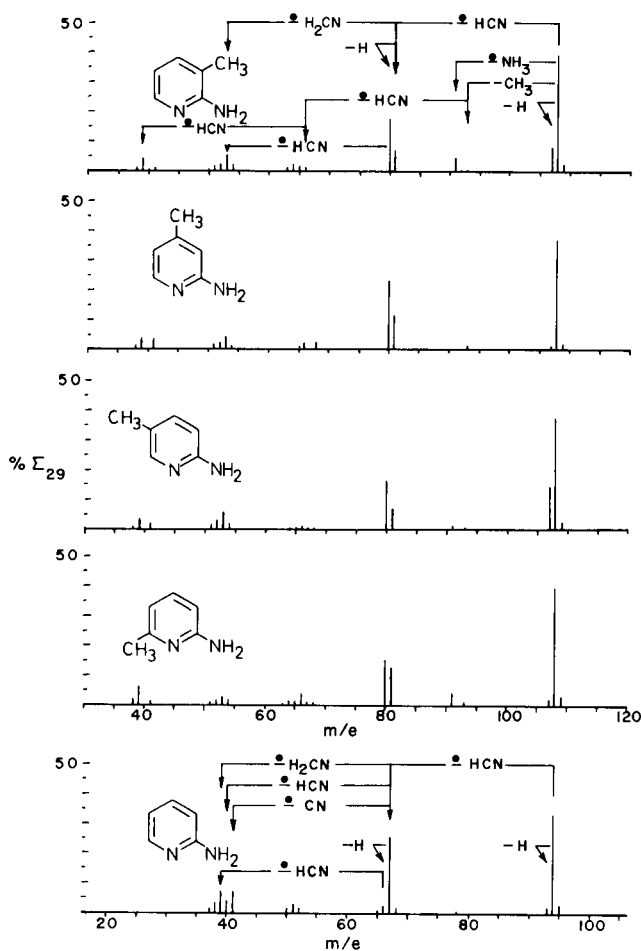 50
● H₂CN
● HCN
-H
● NH₃
-CH₃
● HCN
-H
CH₃
N
NH₂
● HCN
● HCN
50
CH₃
N
NH₂
50
CH₃
N
NH₂
% Σ₂₉
50
N
NH₂
CH₃
40
60
80
100
120
m/e
m/e
50
● H₂CN
● HCN
● HCN
● CN
N
NH₂
-H
-H
● HCN
20
40
60
80
100
m/e
m/e